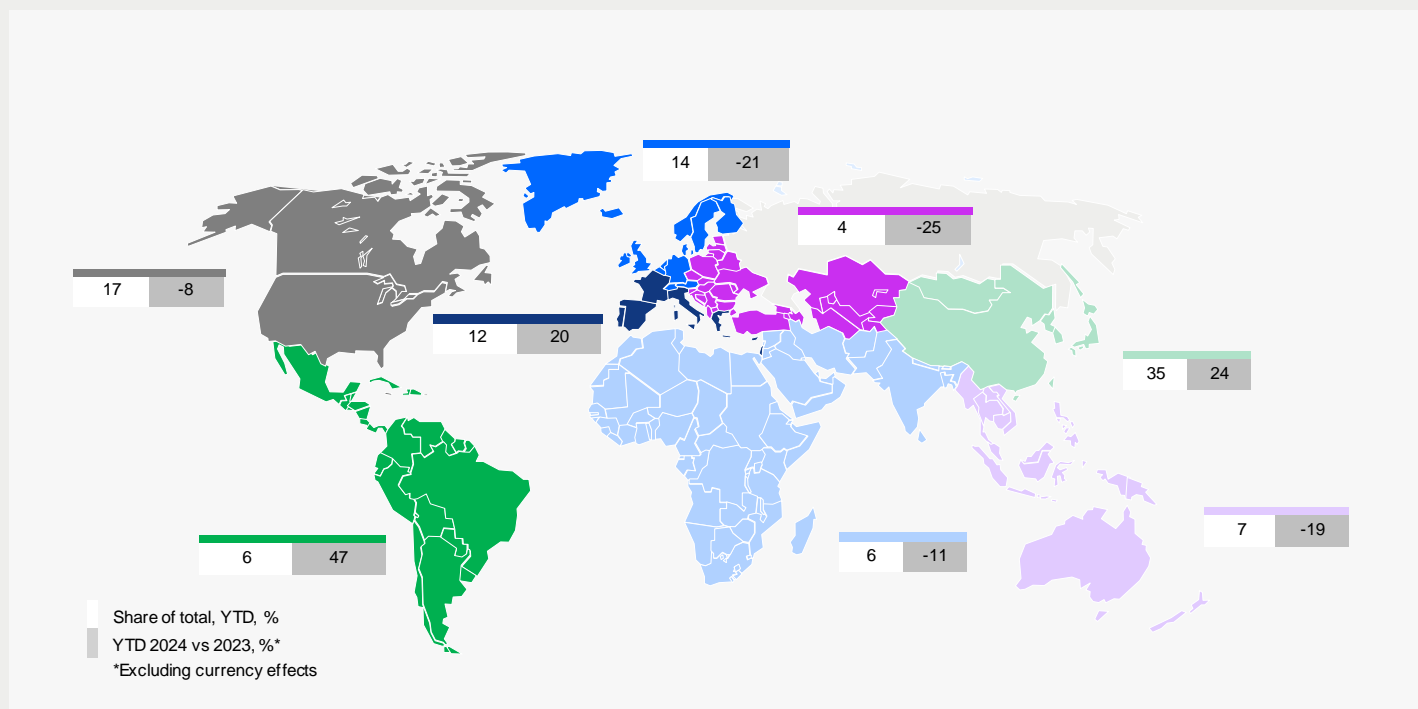 14 -21
4 -25
17 -8
12 20
35 24
7 -19
6 47
6 -11
Share of total, YTD, %
YTD 2024 vs 2023, %*
*Excluding currency effects